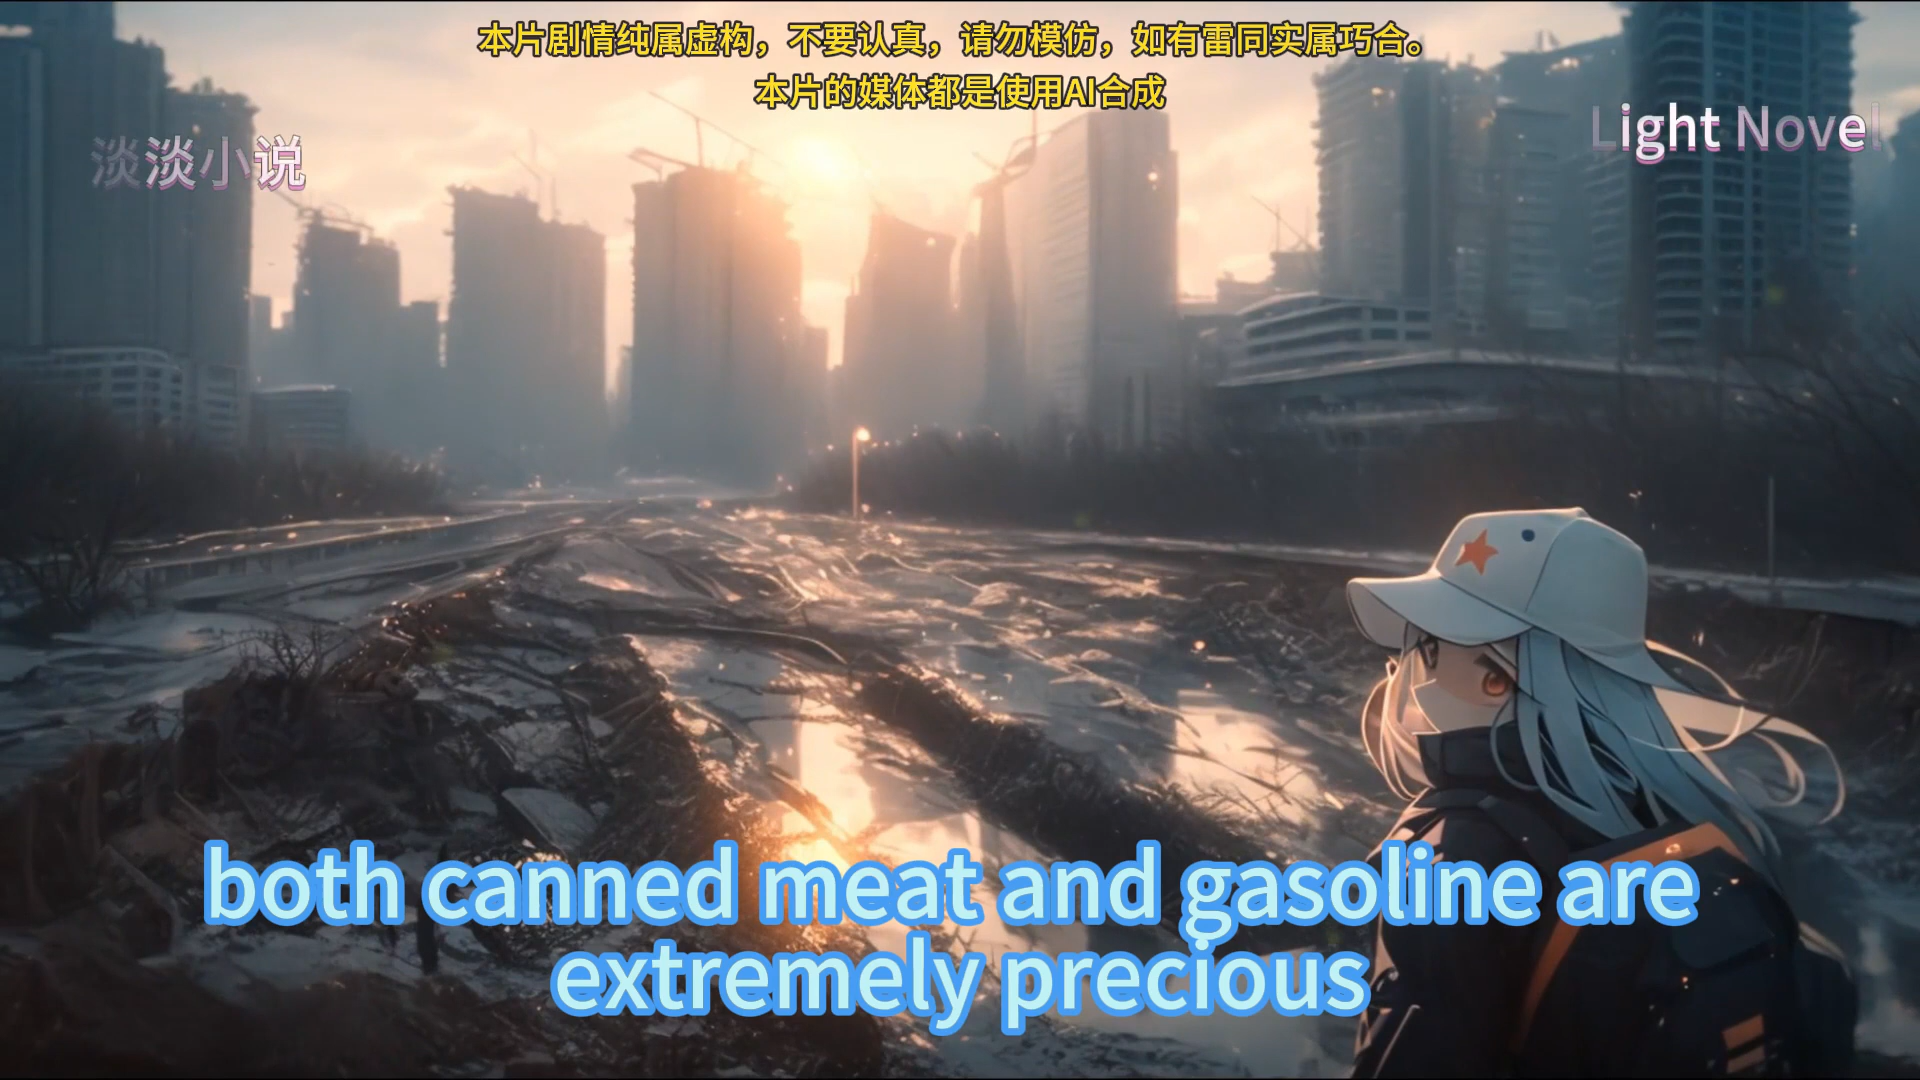 本片剧情纯属虚构，不要认真，请勿模仿，如有雷同实属巧合。
本片的媒体都是使用AI合成
淡淡小说
Light Novel
both canned meat and gasoline are
extremely precious